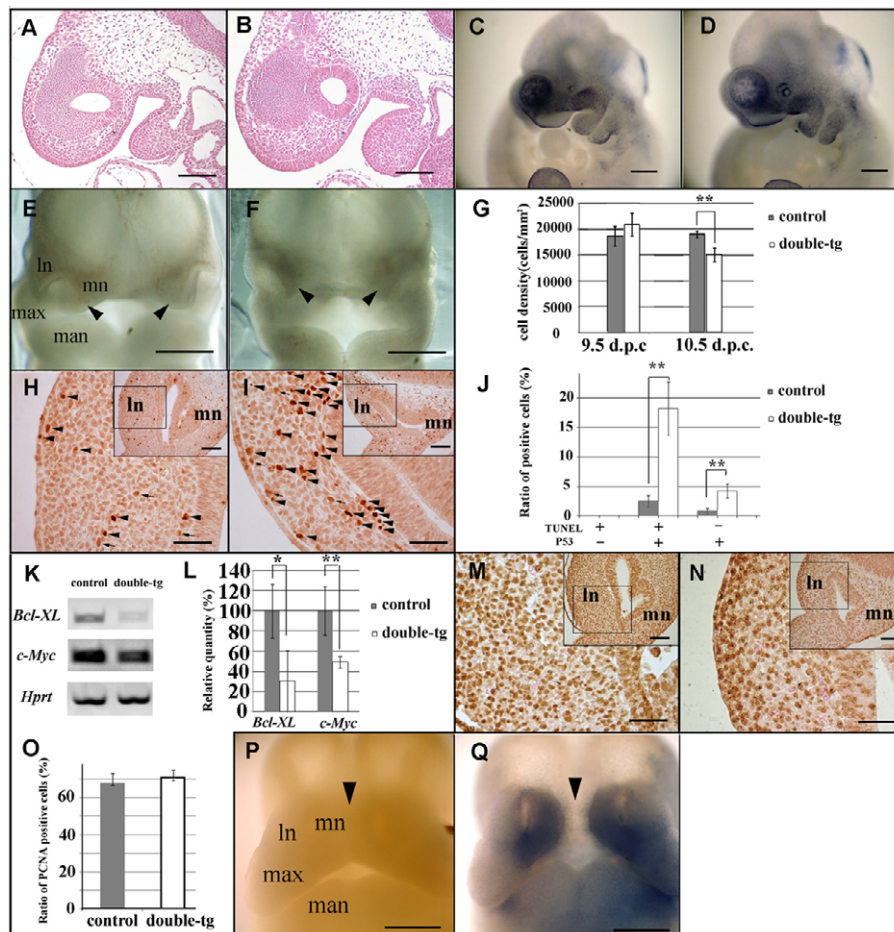 A
B
C
D
E
ln
mn
max
man
F
G
**
25000
20000
15000
10000
5000
0
cell density(cells/mm²)
control
double-tg
9.5 d.p.c
10.5 d.p.c.
H
ln
mn
I
ln
mn
J
**
**
20
15
10
5
0
Ratio of positive cells (%)
control
double-tg
TUNEL + + −
P53 − + +
K
control double-tg
Bcl-XL
c-Myc
Hprt
L
* **
140
120
100
80
60
40
20
0
Relative quantity (%)
control
double-tg
Bcl-XL c-Myc
M
ln
mn
N
ln
mn
O
60
40
20
0
Ratio of PCNA positive cells (%)
control double-tg
P
ln
mn
max
man
Q